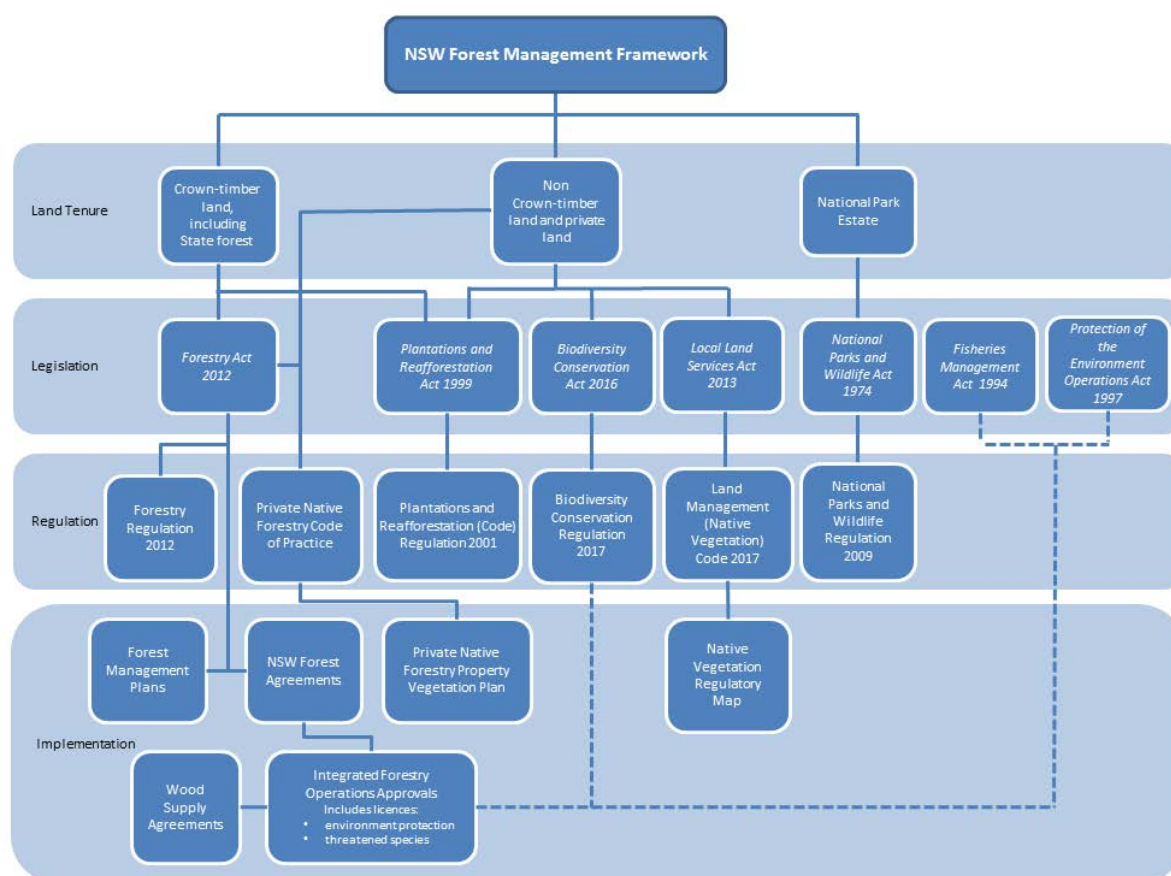 NSW Forest Management Framework
Land Tenure
Crown-timber
land,
including
State forest
Non
Crown-timber
land and private
land
National Park
Estate
Legislation
Forestry Act
2012
Plantations and
Reafforestation
Act 1999
Biodiversity
Conservation
Act 2016
Local Land
Services Act
2013
National
Parks and
Wildlife Act
1974
Fisheries
Management
Act 1994
Protection of
the
Environment
Operations Act
1997
Regulation
Forestry
Regulation
2012
Private Native
Forestry Code
of Practice
Plantations and
Reafforestation (Code)
Regulation 2001
Biodiversity
Conservation
Regulation
2017
Land
Management
(Native
Vegetation)
Code 2017
National
Parks and
Wildlife
Regulation
2009
Implementation
Forest
Management
Plans
NSW Forest
Agreements
Private Native
Forestry Property
Vegetation Plan
Native
Vegetation
Regulatory
Map
Wood
Supply
Agreements
Integrated Forestry
Operations Approvals
Includes licences:
• environment protection
• threatened species